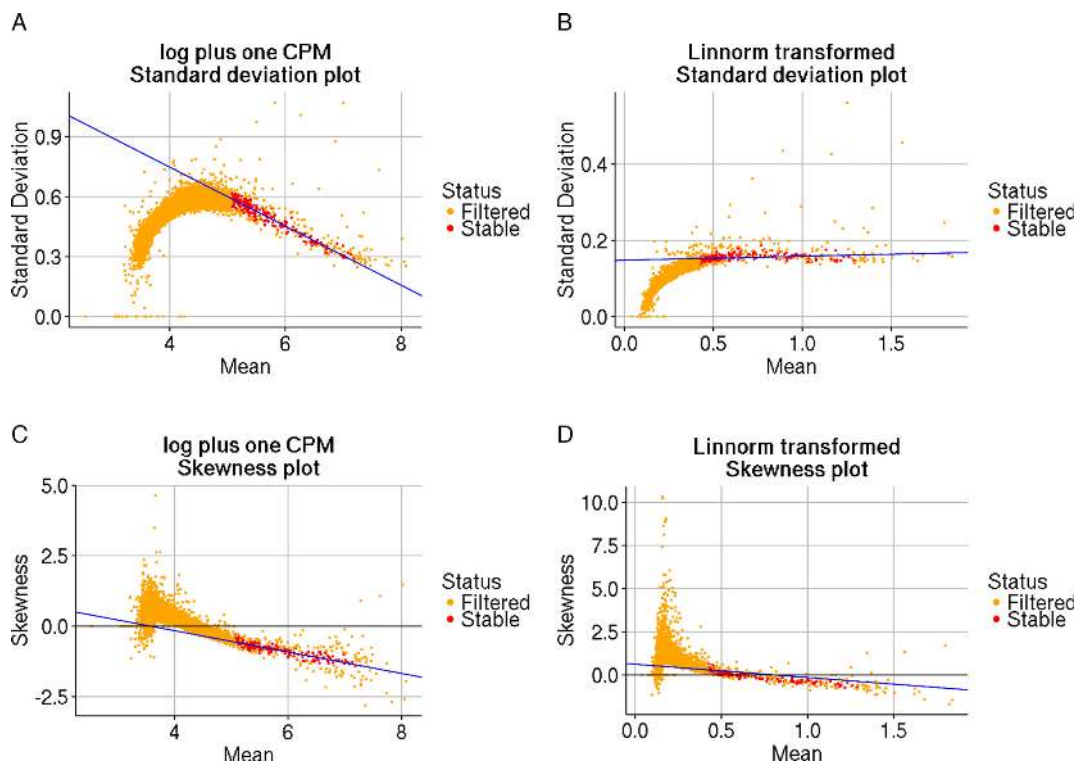 A
log plus one CPM
Standard deviation plot
Standard Deviation
0.9
0.6
0.3
0.0
4
6
8
Mean
Status
Filtered
Stable
B
Linnorm transformed
Standard deviation plot
Standard Deviation
0.4
0.2
0.0
0.0
0.5
1.0
1.5
Mean
Status
Filtered
Stable
C
log plus one CPM
Skewness plot
Skewness
5.0
2.5
0.0
-2.5
4
6
8
Mean
Status
Filtered
Stable
D
Linnorm transformed
Skewness plot
Skewness
10.0
7.5
5.0
2.5
0.0
0.0
0.5
1.0
1.5
Mean
Status
Filtered
Stable